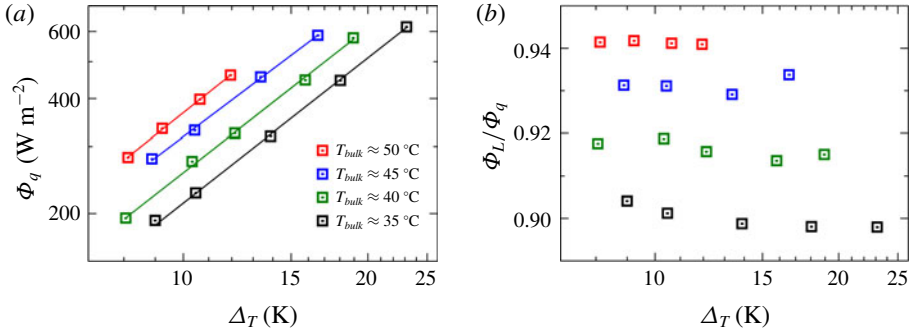 (a)
600
400
200
Φq (W m−2)
Tbulk ≈ 50 °C
Tbulk ≈ 45 °C
Tbulk ≈ 40 °C
Tbulk ≈ 35 °C
10 15 20 25
ΔT (K)
(b)
0.94
0.92
0.90
ΦL/Φq
10 15 20 25
ΔT (K)